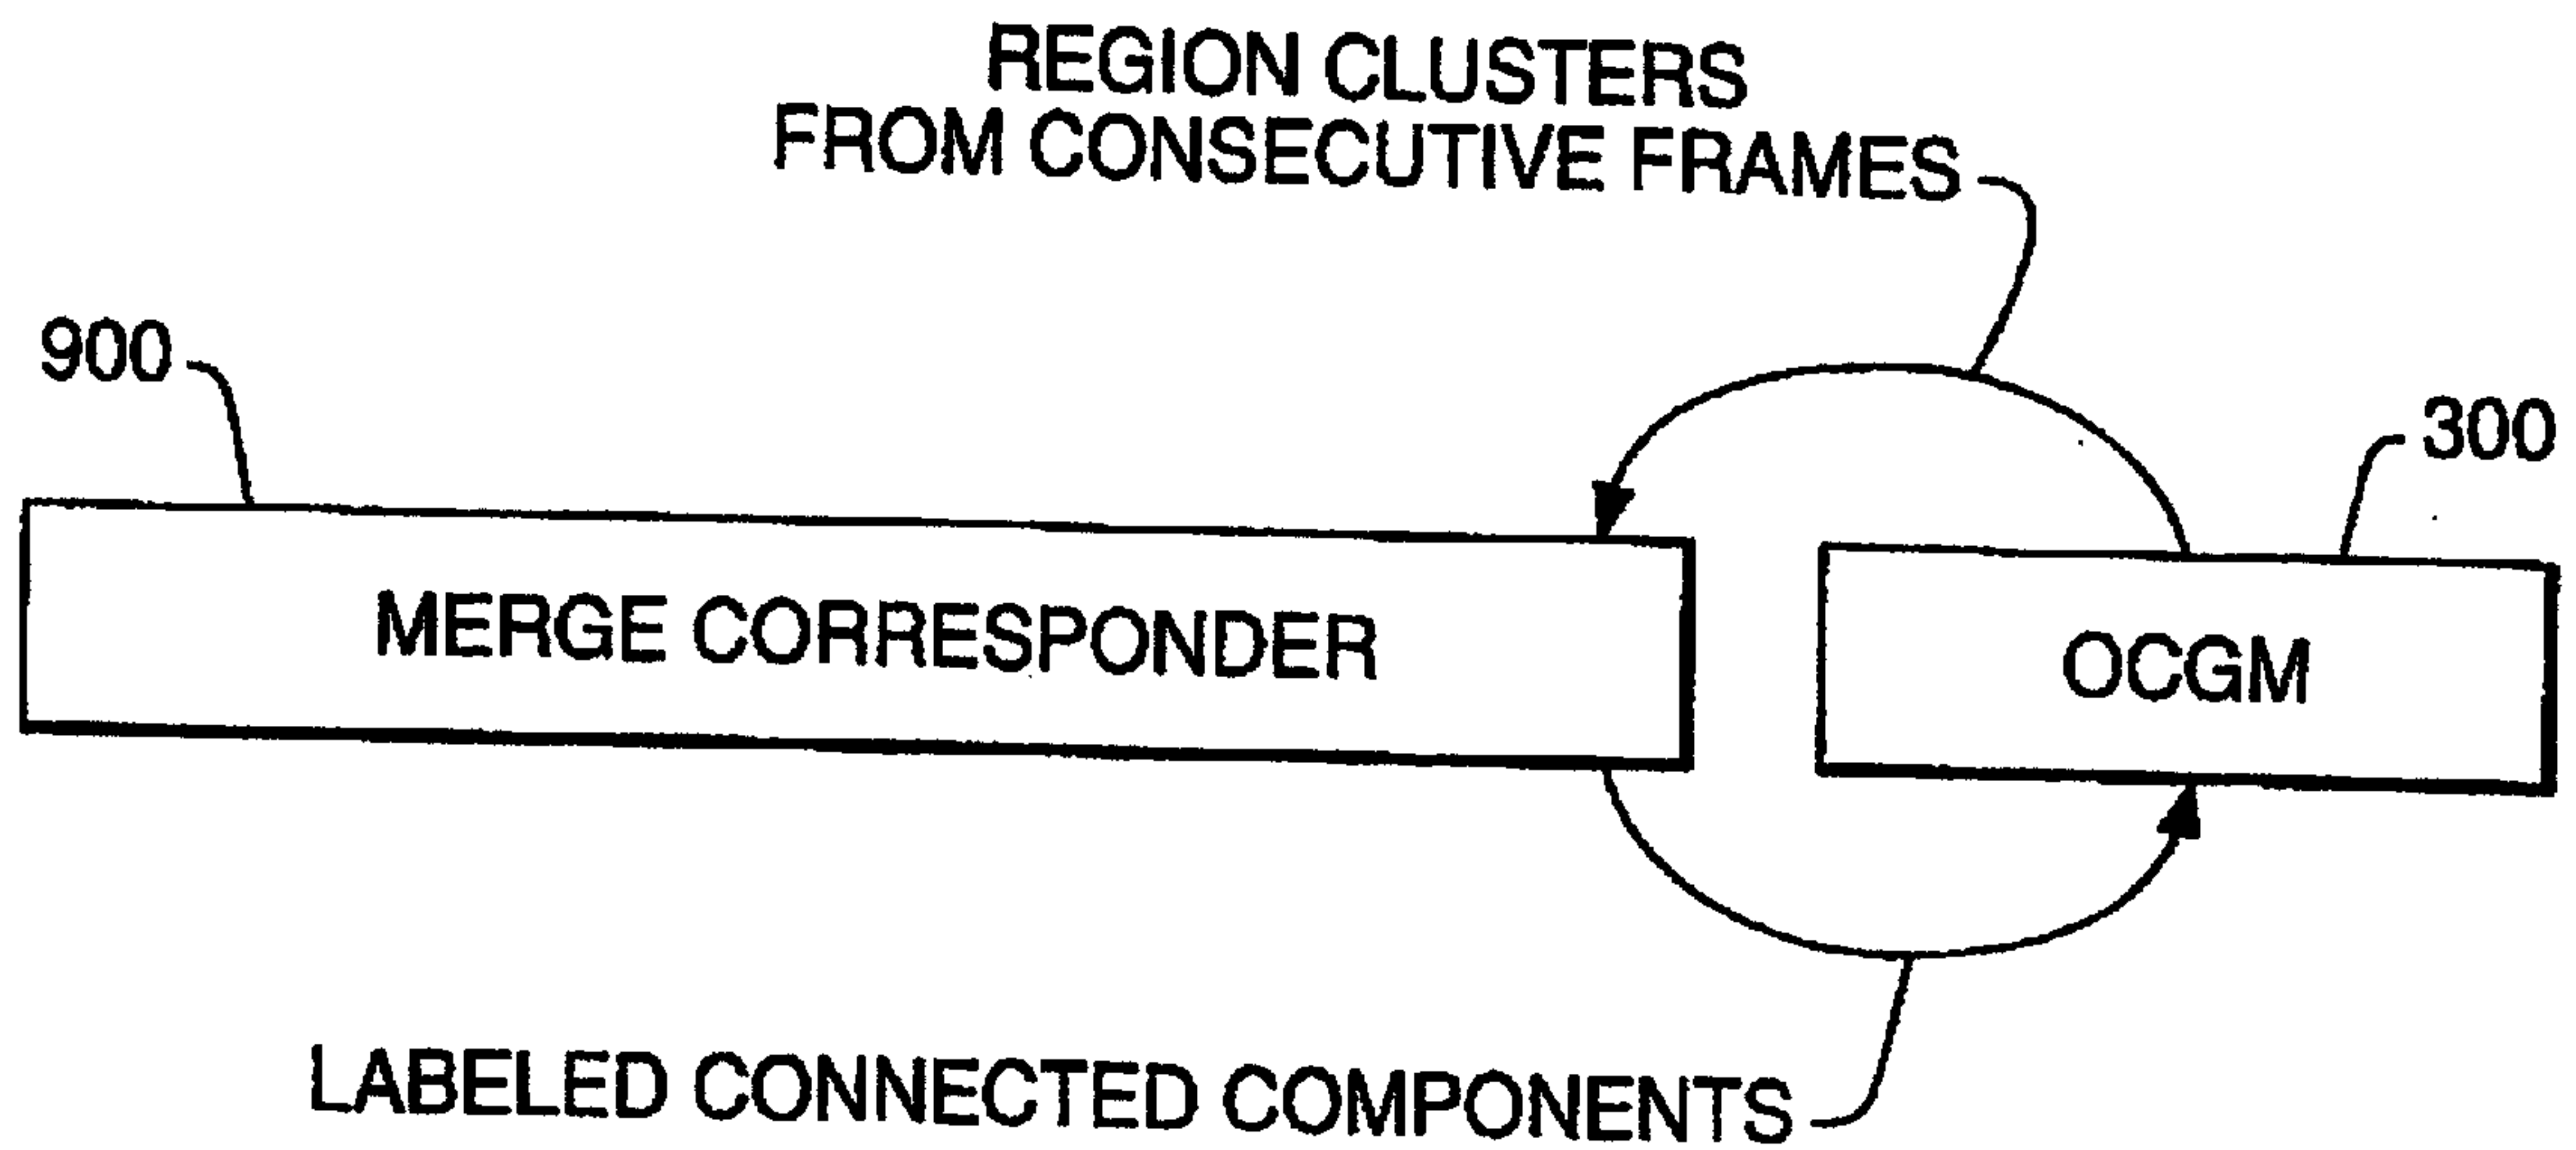 REGION CLUSTERS
FROM CONSECUTIVE FRAMES
900
300
MERGE CORRESPONDER
OCGM
LABELED CONNECTED COMPONENTS